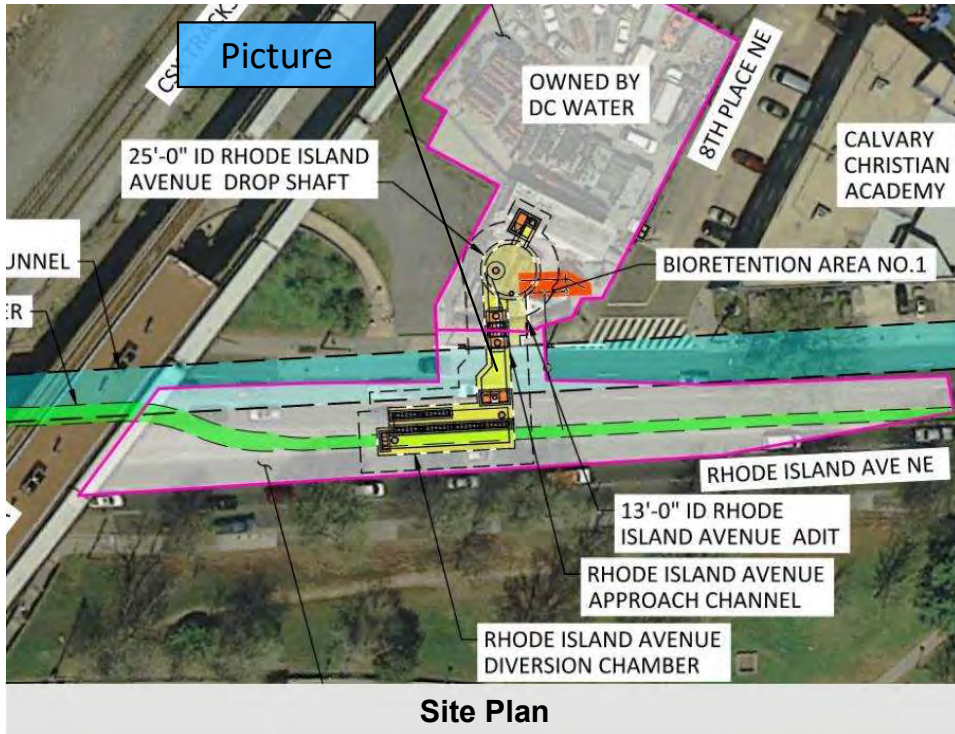 CSX TRACKS
Picture
OWNED BY
DC WATER
8TH PLACE NE
CALVARY
CHRISTIAN
ACADEMY
25'-0" ID RHODE ISLAND
AVENUE DROP SHAFT
UNNEL
ER
BIORETENTION AREA NO.1
RHODE ISLAND AVE NE
13'-0" ID RHODE
ISLAND AVENUE ADIT
RHODE ISLAND AVENUE
APPROACH CHANNEL
RHODE ISLAND AVENUE
DIVERSION CHAMBER
Site Plan